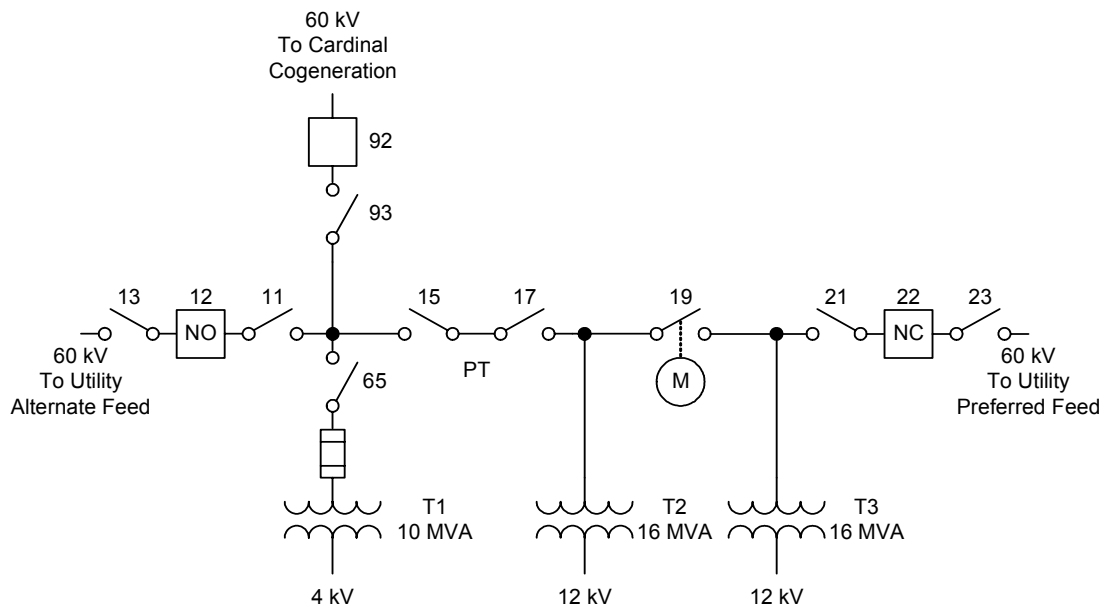 60 kV
To Cardinal
Cogeneration
92
93
13
12
11
15
17
19
21
22
23
NO
NC
60 kV
To Utility
Alternate Feed
PT
M
60 kV
To Utility
Preferred Feed
65
T1
10 MVA
T2
16 MVA
T3
16 MVA
4 kV
12 kV
12 kV